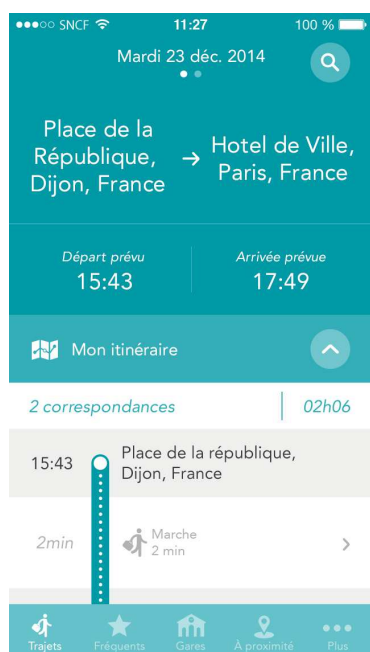 SNCF 11:27 100 %
Mardi 23 déc. 2014
Place de la
République,
Dijon, France
→
Hotel de Ville,
Paris, France
Départ prévu
15:43
Arrivée prévue
17:49
Mon itinéraire
2 correspondances 02h06
15:43
Place de la république,
Dijon, France
2min
Marche
2 min
Trajets Fréquents Gares À proximité Plus